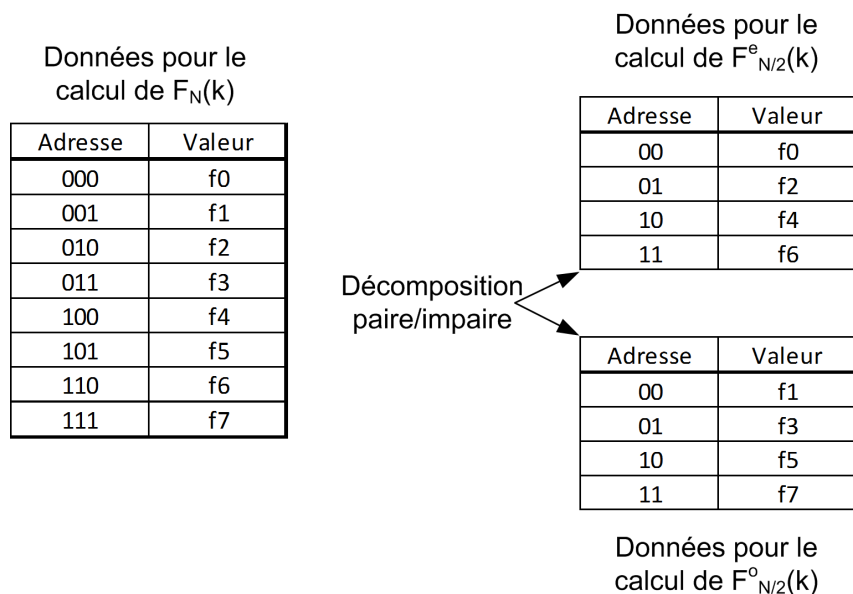 Données pour le
calcul de F_N(k)
Adresse Valeur
000 f0
001 f1
010 f2
011 f3
100 f4
101 f5
110 f6
111 f7
Décomposition
paire/impaire
Données pour le
calcul de F^e_N/2(k)
Adresse Valeur
00 f0
01 f2
10 f4
11 f6
Adresse Valeur
00 f1
01 f3
10 f5
11 f7
Données pour le
calcul de F^o_N/2(k)